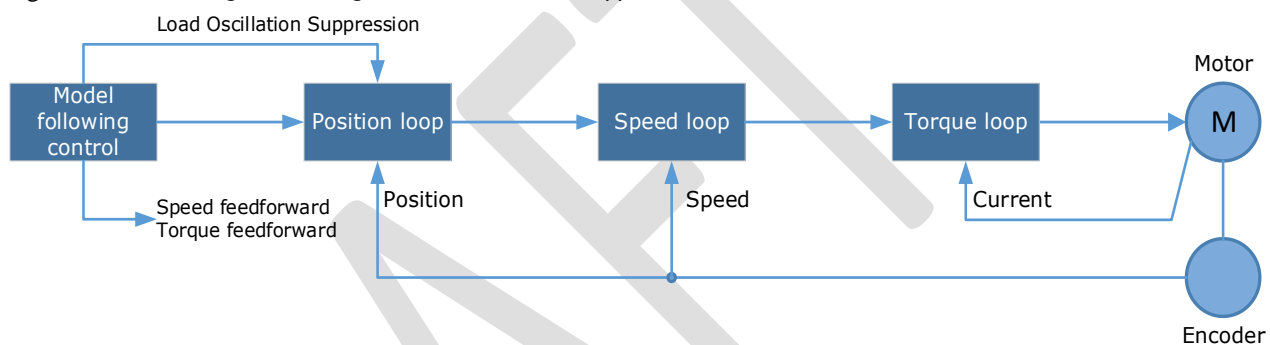 Load Oscillation Suppression
Motor
Model
following
control
Position loop
Speed loop
Torque loop
M
Position
Speed
Current
Speed feedforward
Torque feedforward
Encoder